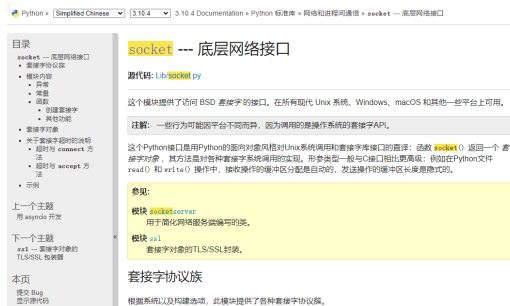 Python » Simplified Chinese 3.10.4 3.10.4 Documentation » Python 标准库 » 网络和进程间通信 » socket --- 底层网络接口
目录
socket --- 底层网络接口
套接字协议族
模块内容
异常
常量
函数
创建套接字
其他功能
套接字对象
关于套接字超时的说明
超时与 connect 方
法
超时与 accept 方
法
示例
上一个主题
用 asyncio 开发
下一个主题
ssl --- 套接字对象的
TLS/SSL 包装器
本页
提交 Bug
显示源代码
«
socket --- 底层网络接口
源代码: Lib/socket.py
这个模块提供了访问 BSD 套接字 的接口。在所有现代 Unix 系统、Windows、macOS 和其他一些平台上可用。
注解： 一些行为可能因平台不同而异，因为调用的是操作系统的套接字API。
这个Python接口是用Python的面向对象风格对Unix系统调用和套接字库接口的直译：函数 socket() 返回一个 套
接字对象，其方法是对各种套接字系统调用的实现。形参类型一般与C接口相比更高级：例如在Python文件
read() 和 write() 操作中，接收操作的缓冲区分配是自动的，发送操作的缓冲区长度是隐式的。
参见:
模块 socketserver
用于简化网络服务端编写的类。
模块 ssl
套接字对象的TLS/SSL封装。
套接字协议族
根据系统以及构建选项，此模块提供了各种套接字协议簇。